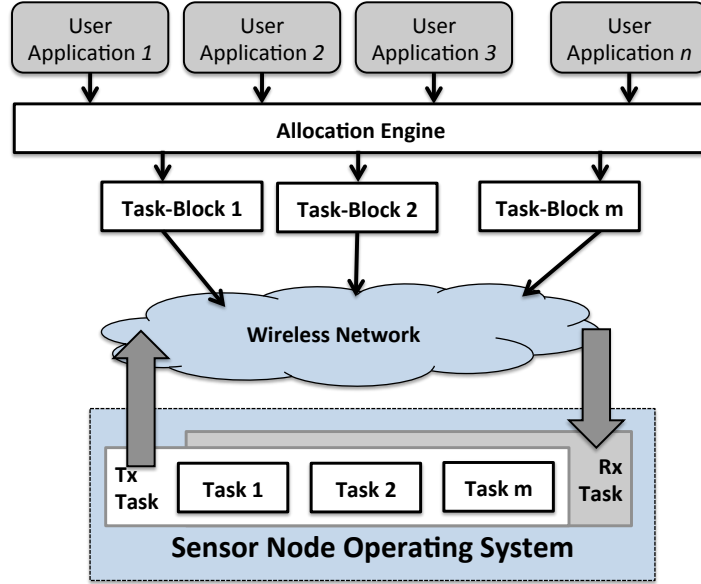 User
Application 1
User
Application 2
User
Application 3
User
Application n
Allocation Engine
Task-Block 1
Task-Block 2
Task-Block m
Wireless Network
Tx
Task
Task 1
Task 2
Task m
Rx
Task
Sensor Node Operating System